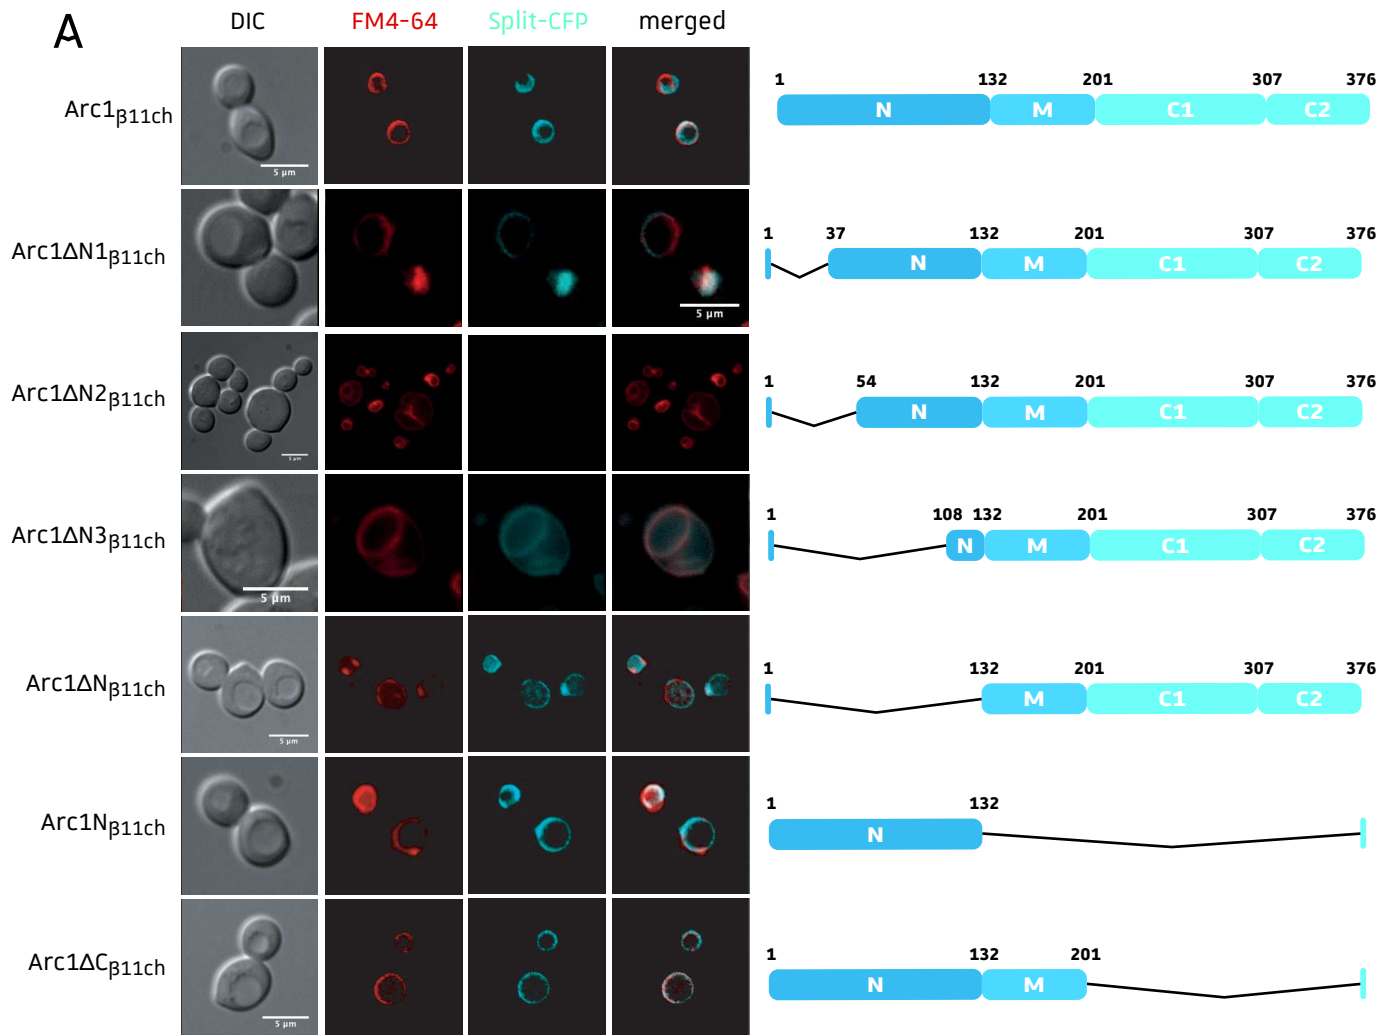 A
DIC FM4-64 Split-CFP merged
Arc1β11ch
5 µm
1 132 201 307 376
N M C1 C2
Arc1ΔN1β11ch
5 µm
1 37 132 201 307 376
N M C1 C2
Arc1ΔN2β11ch
5 µm
1 54 132 201 307 376
N M C1 C2
Arc1ΔN3β11ch
5 µm
1 108 132 201 307 376
N M C1 C2
Arc1ΔNβ11ch
5 µm
1 132 201 307 376
M C1 C2
Arc1Nβ11ch
1 132
N
Arc1ΔCβ11ch
5 µm
1 132 201
N M